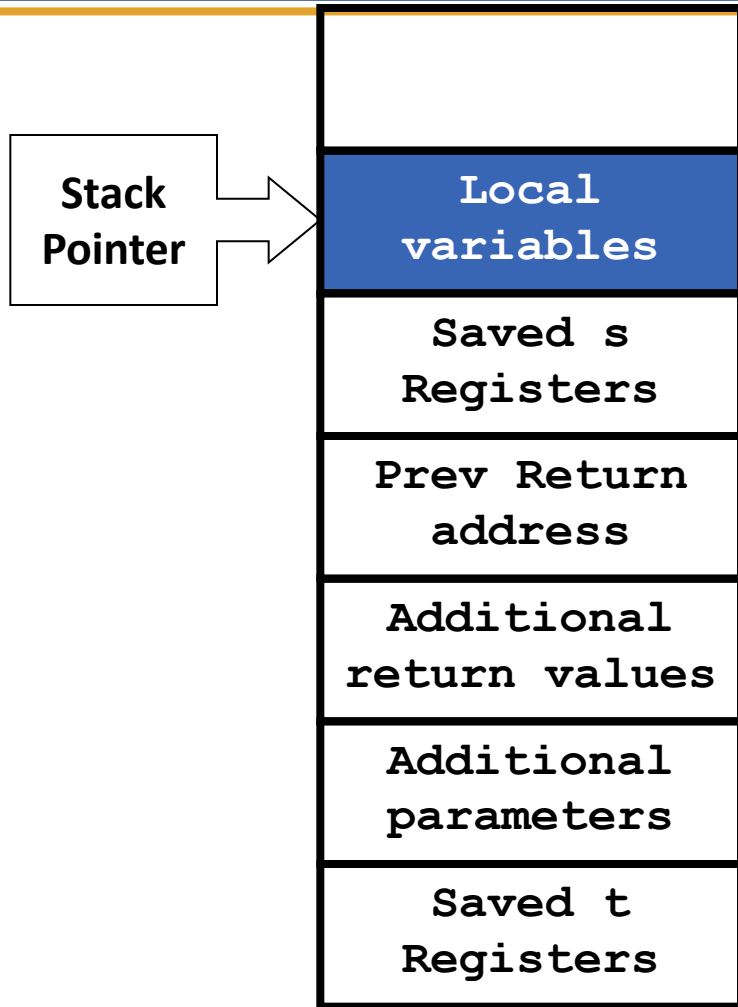 Stack
Pointer
Local
variables
Saved s
Registers
Prev Return
address
Additional
return values
Additional
parameters
Saved t
Registers